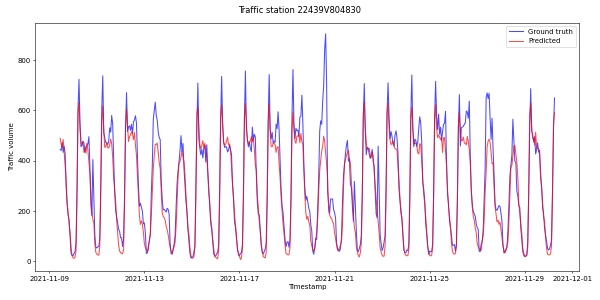 Traffic station 22439V804830
Ground truth
Predicted
Traffic volume
800
600
400
200
0
2021-11-09
2021-11-13
2021-11-17
2021-11-21
2021-11-25
2021-11-29
2021-12-01
Timestamp